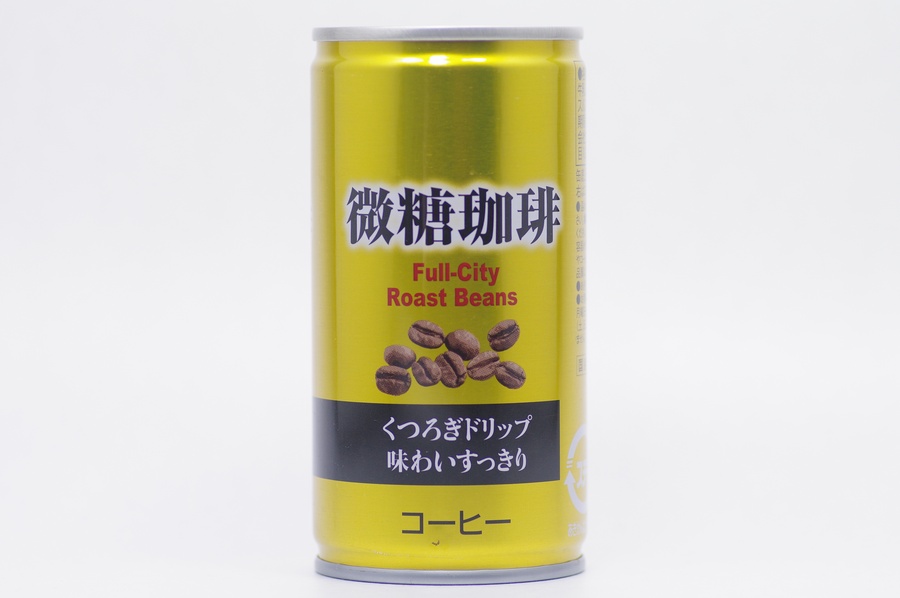 微糖珈琲
Full-City
Roast Beans
くつろぎドリップ
味わいすっきり
コーヒー